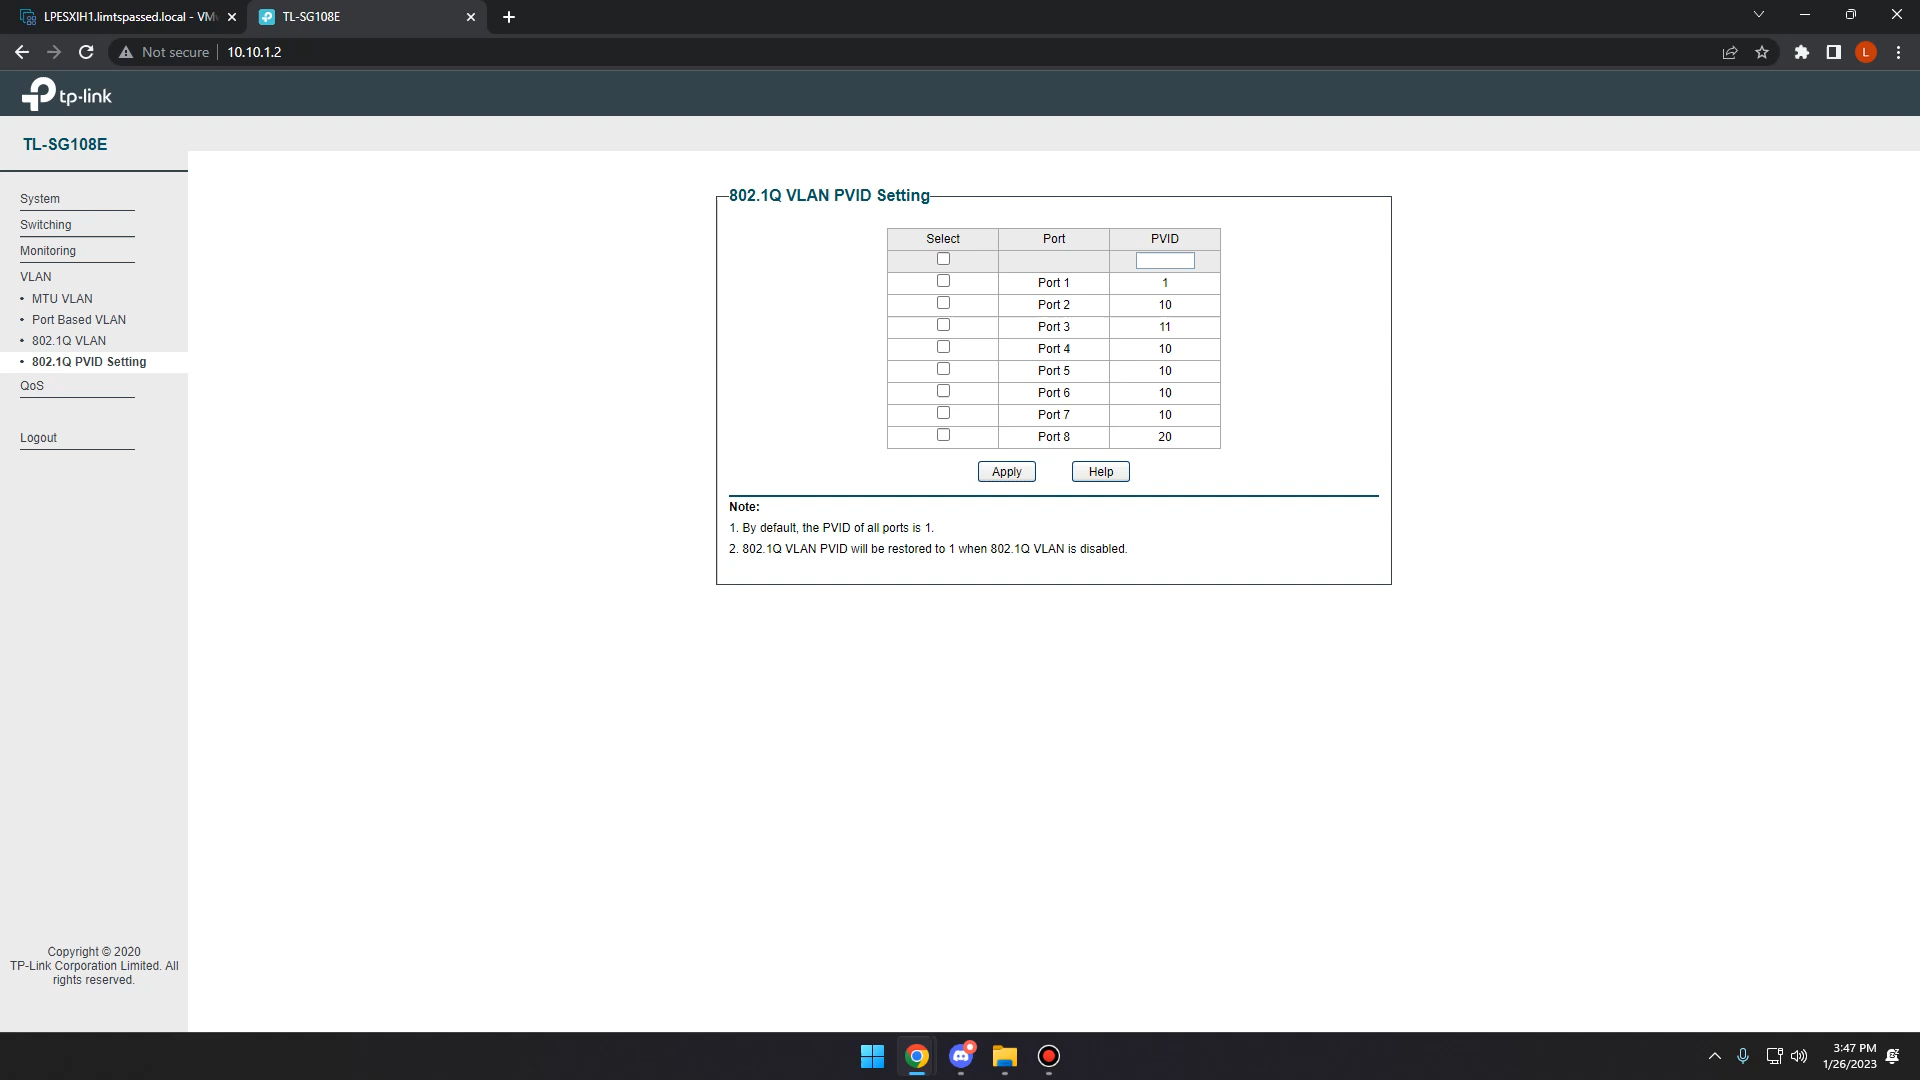 LPESXIH1.limtspassed.local - VM
TL-SG108E
Not secure
10.10.1.2
L
tp-link
TL-SG108E
System
Switching
Monitoring
VLAN
• MTU VLAN
• Port Based VLAN
• 802.1Q VLAN
• 802.1Q PVID Setting
QoS
Logout
Copyright © 2020
TP-Link Corporation Limited. All
rights reserved.
802.1Q VLAN PVID Setting
Select Port PVID
Port 1 1
Port 2 10
Port 3 11
Port 4 10
Port 5 10
Port 6 10
Port 7 10
Port 8 20
Apply Help
Note:
1. By default, the PVID of all ports is 1.
2. 802.1Q VLAN PVID will be restored to 1 when 802.1Q VLAN is disabled.
3:47 PM
1/26/2023